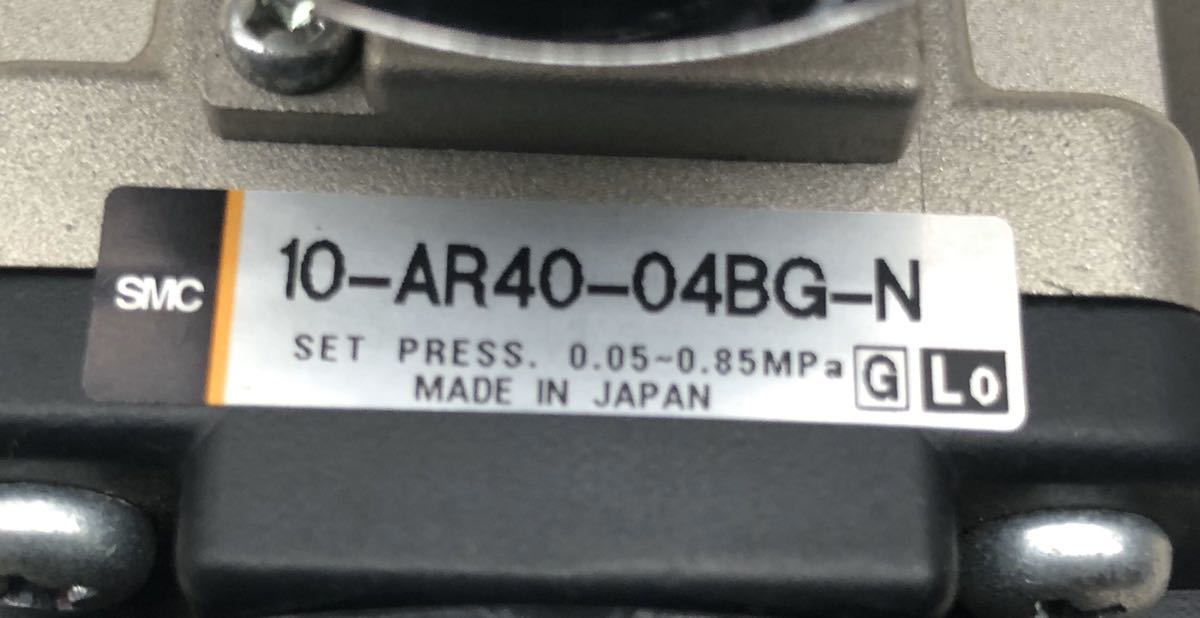 SMC
10-AR40-04BG-N
SET PRESS. 0.05~0.85MPa G Lo
MADE IN JAPAN